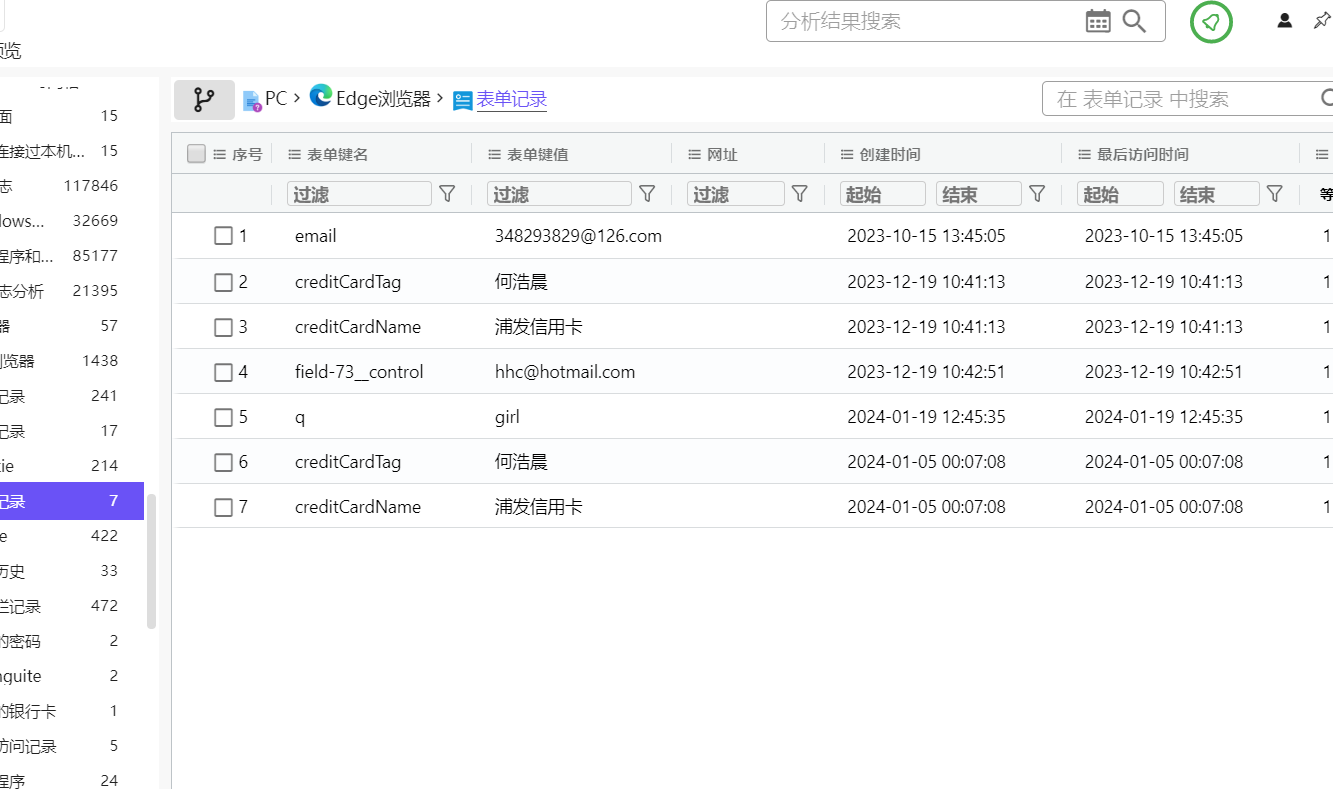 分析结果搜索
预览
面 15
连接过本机... 15
志 117846
dows... 32669
程序和... 85177
志分析 21395
器 57
浏览器 1438
记录 241
记录 17
kie 214
记录 7
e 422
历史 33
栏记录 472
的密码 2
nguite 2
的银行卡 1
访问记录 5
程序 24
PC > Edge浏览器 > 表单记录
在 表单记录 中搜索
序号 表单键名 表单键值 网址 创建时间 最后访问时间
过滤 过滤 过滤 起始 结束 起始 结束 等
1 email 348293829@126.com 2023-10-15 13:45:05 2023-10-15 13:45:05 1
2 creditCardTag 何浩晨 2023-12-19 10:41:13 2023-12-19 10:41:13 1
3 creditCardName 浦发信用卡 2023-12-19 10:41:13 2023-12-19 10:41:13 1
4 field-73__control hhc@hotmail.com 2023-12-19 10:42:51 2023-12-19 10:42:51 1
5 q girl 2024-01-19 12:45:35 2024-01-19 12:45:35 1
6 creditCardTag 何浩晨 2024-01-05 00:07:08 2024-01-05 00:07:08 1
7 creditCardName 浦发信用卡 2024-01-05 00:07:08 2024-01-05 00:07:08 1